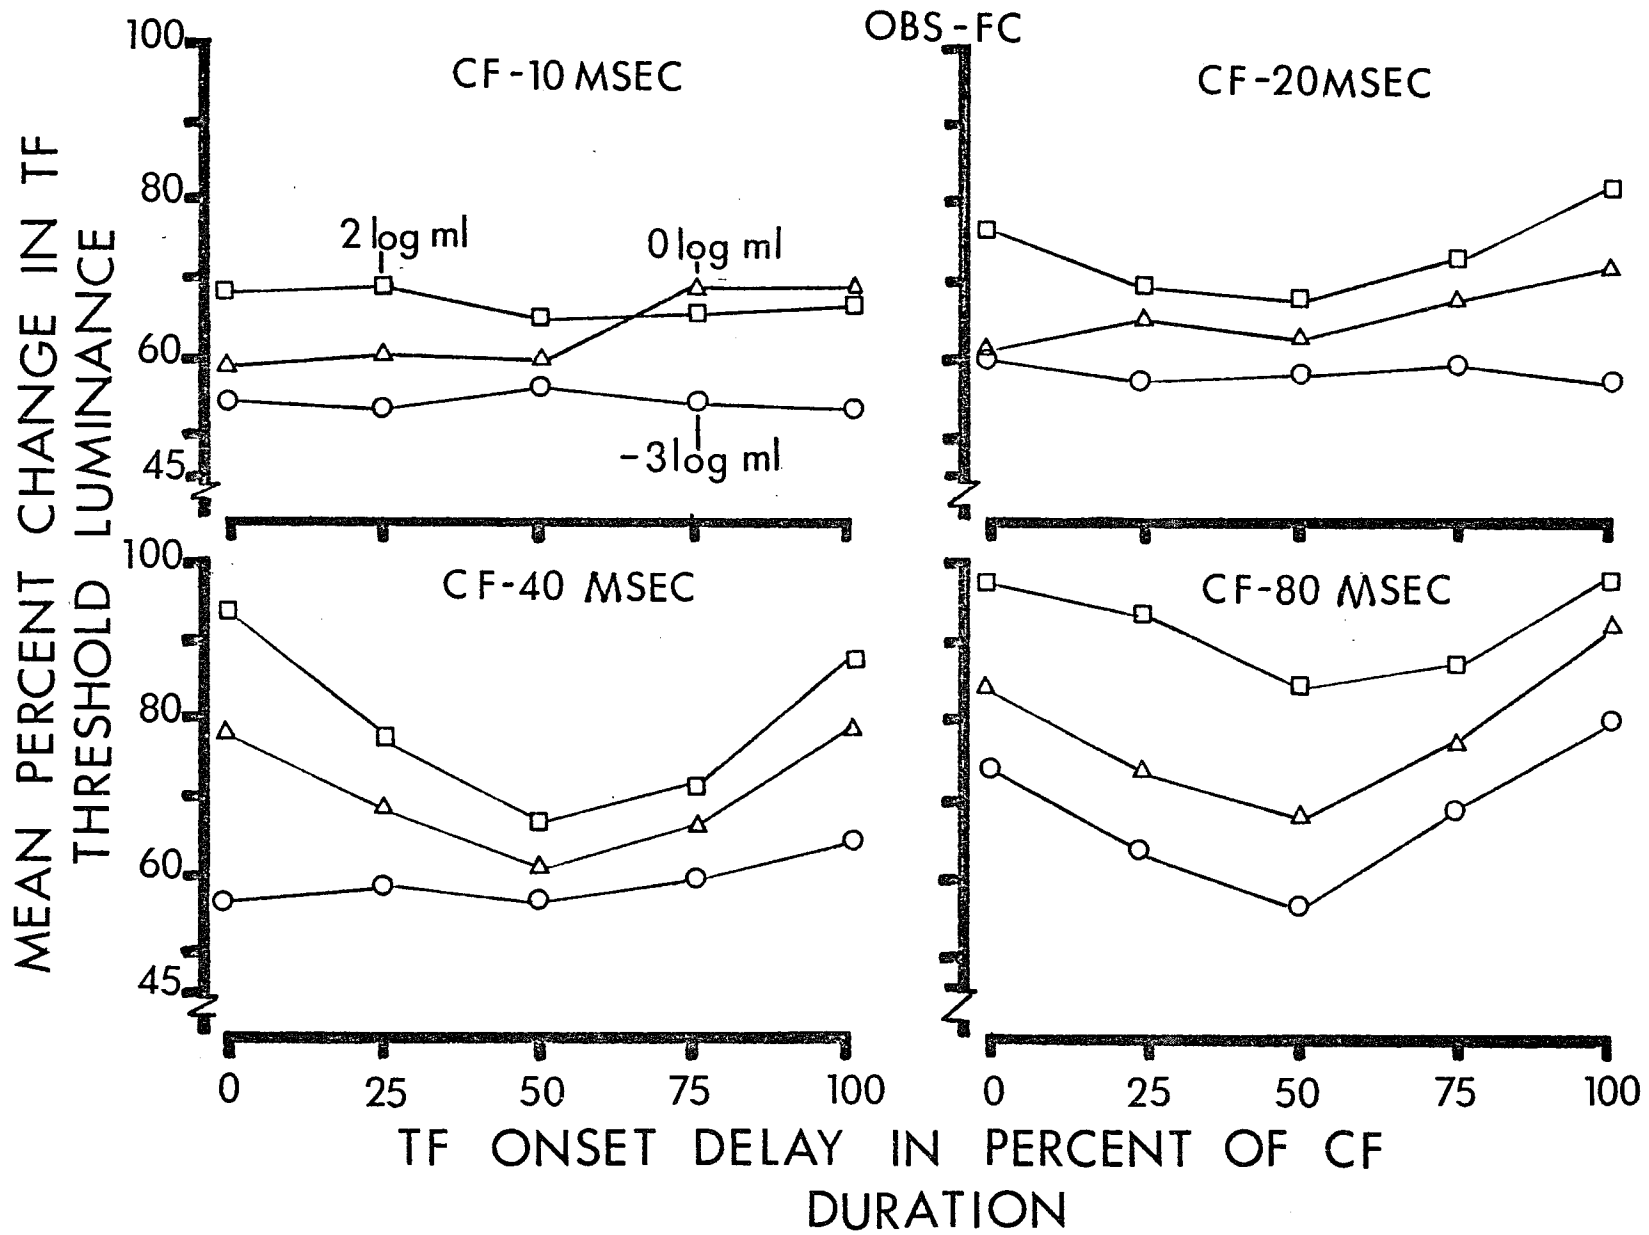 OBS-FC
MEAN PERCENT CHANGE IN TF
THRESHOLD LUMINANCE
CF-10 MSEC
100
80
60
45
2 log ml
0 log ml
-3 log ml
CF-20MSEC
CF-40 MSEC
100
80
60
45
0 25 50 75 100
CF-80 MSEC
0 25 50 75 100
TF ONSET DELAY IN PERCENT OF CF
DURATION